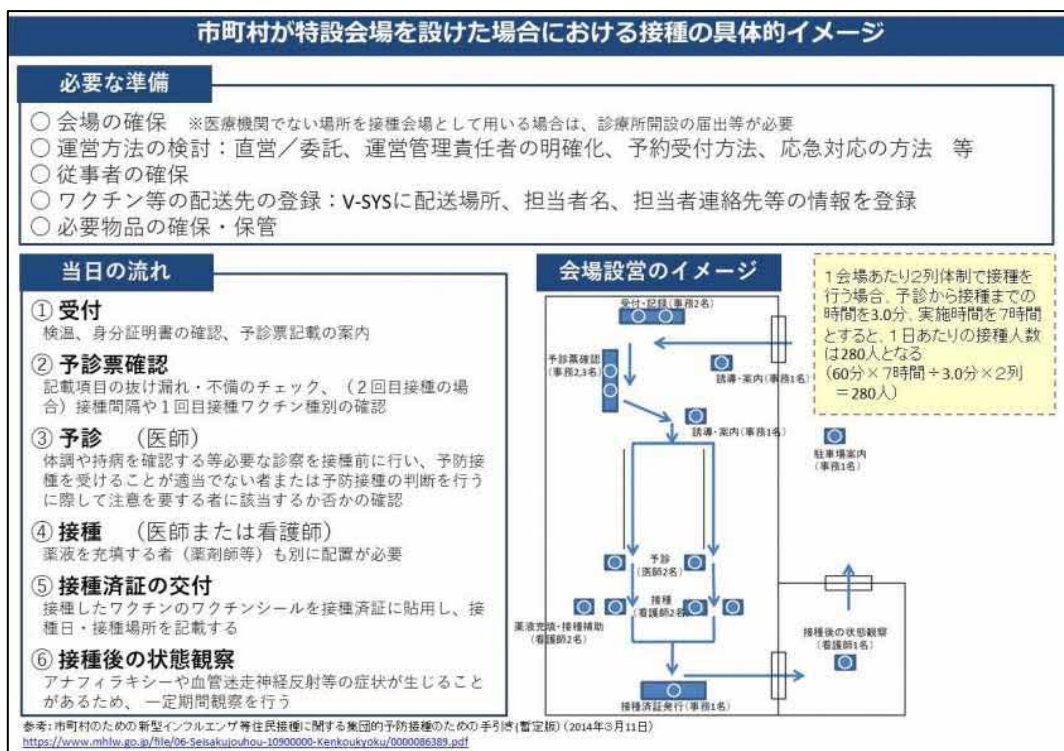 市町村が特設会場を設けた場合における接種の具体的イメージ
必要な準備
○ 会場の確保　※医療機関でない場所を接種会場として用いる場合は、診療所開設の届出等が必要
○ 運営方法の検討：直営／委託、運営管理責任者の明確化、予約受付方法、応急対応の方法　等
○ 従事者の確保
○ ワクチン等の配送先の登録：V-SYSに配送場所、担当者名、担当者連絡先等の情報を登録
○ 必要物品の確保・保管
当日の流れ
① 受付
検温、身分証明書の確認、予診票記載の案内
② 予診票確認
記載項目の抜け漏れ・不備のチェック、（２回目接種の場
合）接種間隔や１回目接種ワクチン種別の確認
③ 予診　（医師）
体調や持病を確認する等必要な診察を接種前に行い、予防接
種を受けることが適当でない者または予防接種の判断を行う
に際して注意を要する者に該当するか否かの確認
④ 接種　（医師または看護師）
薬液を充填する者（薬剤師等）も別に配置が必要
⑤ 接種済証の交付
接種したワクチンのワクチンシールを接種済証に貼用し、接
種日・接種場所を記載する
⑥ 接種後の状態観察
アナフィラキシーや血管迷走神経反射等の症状が生じること
があるため、一定期間観察を行う
会場設営のイメージ
受付・記録(事務2名)
予診票確認
(事務2,3名)
誘導・案内(事務1名)
誘導・案内(事務1名)
駐車場案内
(事務1名)
予診
(医師2名)
接種
(看護師2名)
薬液充填・接種補助
(看護師2名)
接種後の状態観察
(看護師1名)
接種済証発行(事務1名)
１会場あたり２列体制で接種を
行う場合、予診から接種までの
時間を3.0分、実施時間を７時間
とすると、１日あたりの接種人数
は280人となる
(60分×７時間÷3.0分×２列
＝280人)
参考：市町村のための新型インフルエンザ等住民接種に関する集団的予防接種のための手引き(暫定版)（2014年3月11日）
https://www.mhlw.go.jp/file/06-Seisakujouhou-10900000-Kenkoukyoku/0000086389.pdf